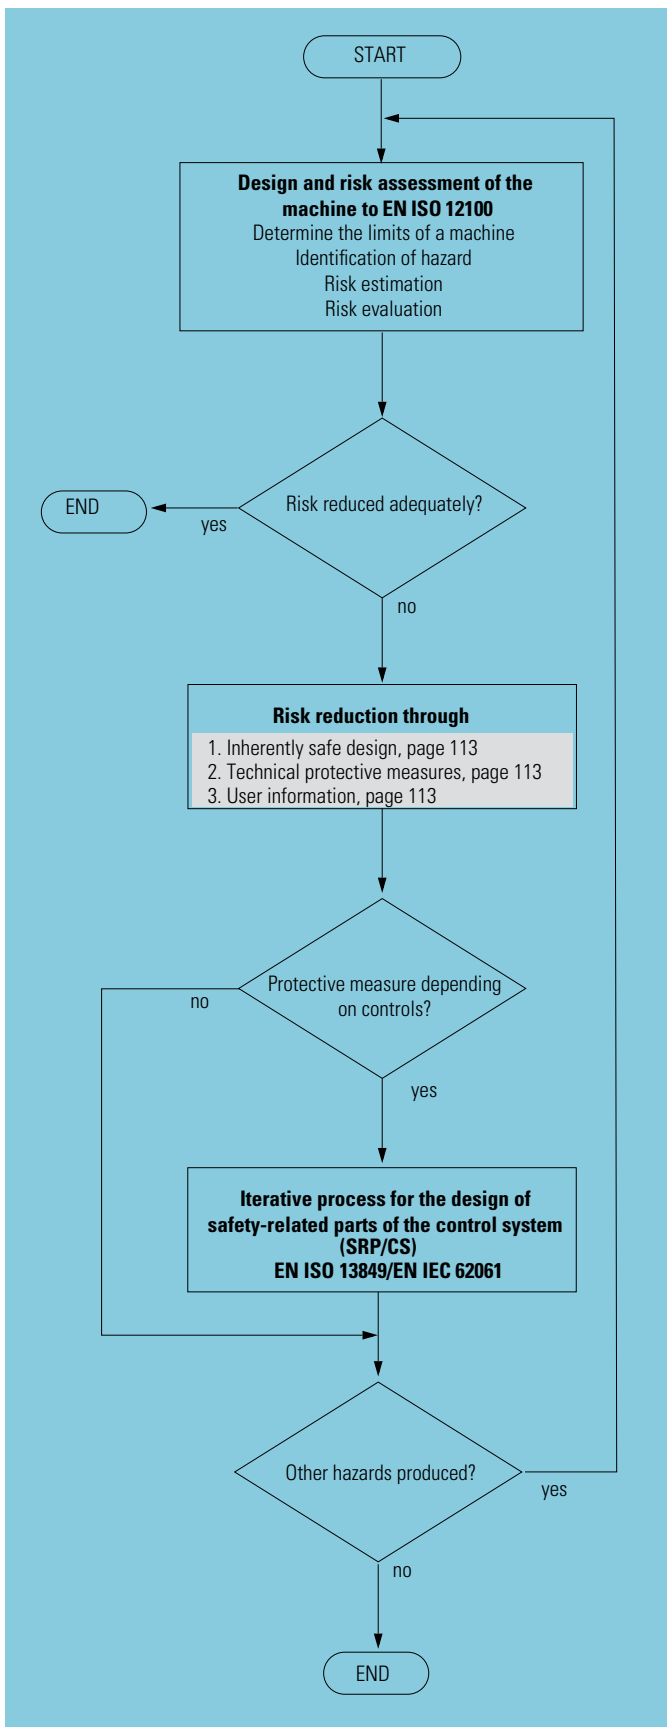 START
Design and risk assessment of the
machine to EN ISO 12100
Determine the limits of a machine
Identification of hazard
Risk estimation
Risk evaluation
Risk reduced adequately?
END
yes
no
Risk reduction through
1. Inherently safe design, page 113
2. Technical protective measures, page 113
3. User information, page 113
Protective measure depending
on controls?
no
yes
Iterative process for the design of
safety-related parts of the control system
(SRP/CS)
EN ISO 13849/EN IEC 62061
Other hazards produced?
yes
no
END